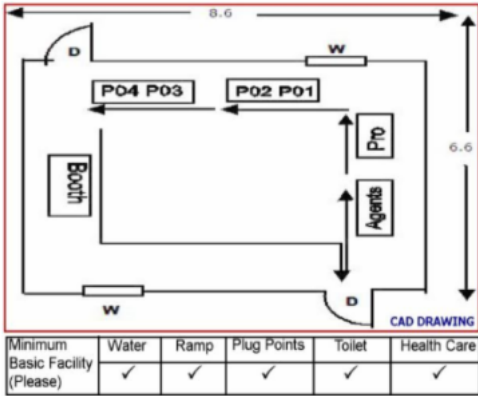 8.6
D
W
P04 P03
P02 P01
Pro
6.6
Booth
Agents
W
D
CAD DRAWING
Minimum Basic Facility (Please)
Water
Ramp
Plug Points
Toilet
Health Care
✓ ✓ ✓ ✓ ✓